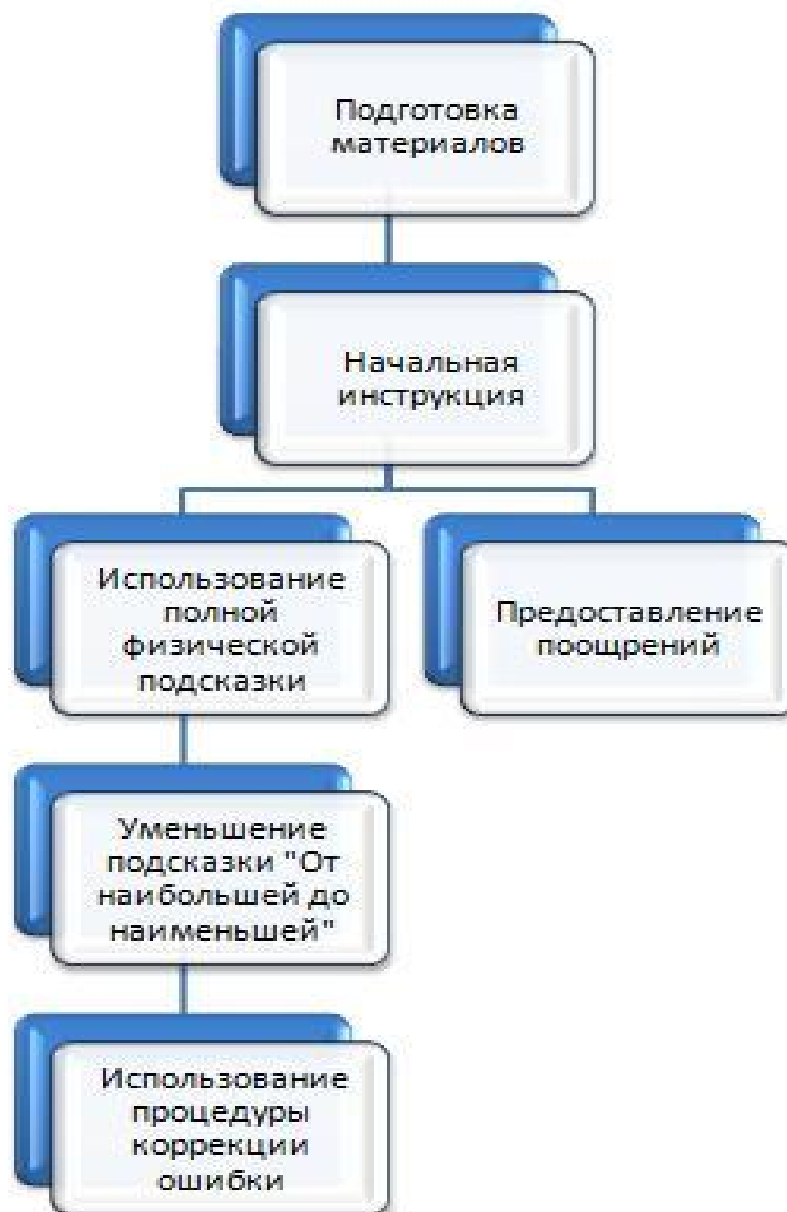 Подготовка
материалов
Начальная
инструкция
Использование
полной
физической
подсказки
Предоставление
поощрений
Уменьшение
подсказки "От
наибольшей до
наименьшей"
Использование
процедуры
коррекции
ошибки